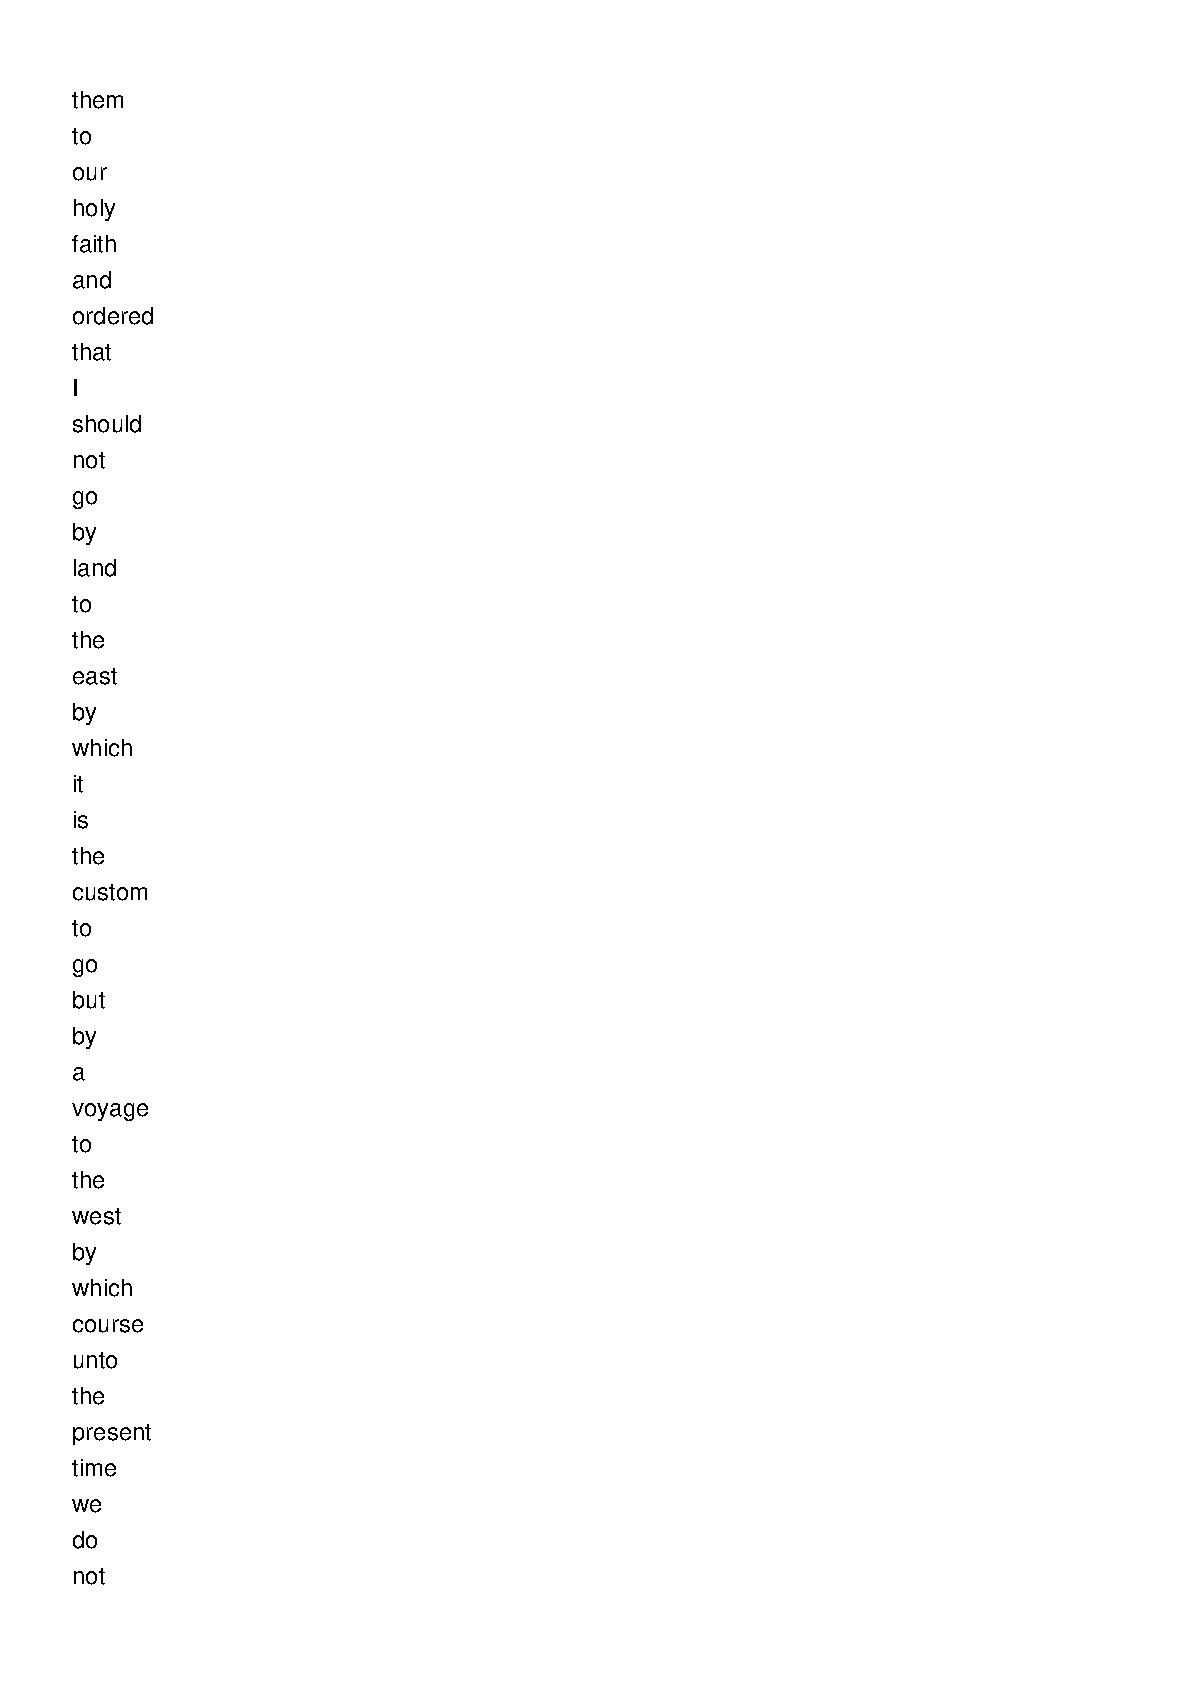 them
to
our
holy
faith
and
ordered
that
I
should
not
go
by
land
to
the
east
by
which
it
is
the
custom
to
go
but
by
a
voyage
to
the
west
by
which
course
unto
the
present
time
we
do
not